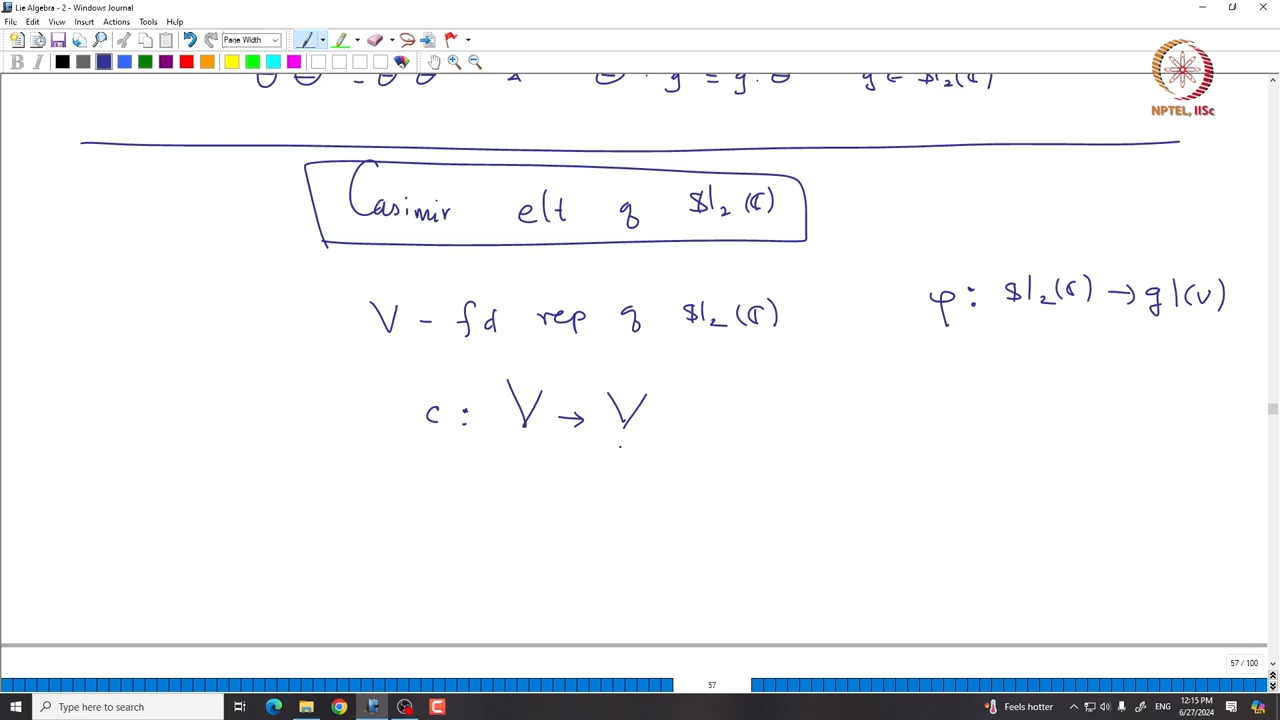 Lie Algebra - 2 - Windows Journal
File Edit View Insert Actions Tools Help
Page Width
B I
NPTEL, IISc
Casimir elt of sl₂(ℂ)
V - fd rep of sl₂(ℂ) φ: sl₂(ℂ) → gl(V)
c : V → V
57 / 100
57
Type here to search
Feels hotter
12:15 PM
6/27/2024